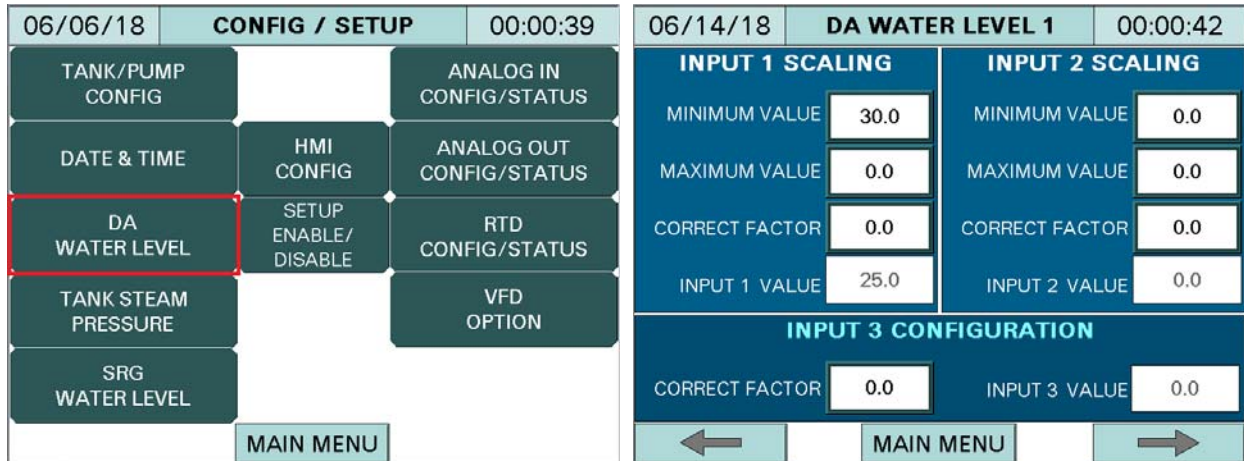 06/06/18 CONFIG / SETUP 00:00:39
TANK/PUMP
CONFIG
ANALOG IN
CONFIG/STATUS
DATE & TIME
HMI
CONFIG
ANALOG OUT
CONFIG/STATUS
DA
WATER LEVEL
SETUP
ENABLE/
DISABLE
RTD
CONFIG/STATUS
TANK STEAM
PRESSURE
VFD
OPTION
SRG
WATER LEVEL
MAIN MENU
06/14/18 DA WATER LEVEL 1 00:00:42
INPUT 1 SCALING
MINIMUM VALUE 30.0
MAXIMUM VALUE 0.0
CORRECT FACTOR 0.0
INPUT 1 VALUE 25.0
INPUT 2 SCALING
MINIMUM VALUE 0.0
MAXIMUM VALUE 0.0
CORRECT FACTOR 0.0
INPUT 2 VALUE 0.0
INPUT 3 CONFIGURATION
CORRECT FACTOR 0.0 INPUT 3 VALUE 0.0
MAIN MENU